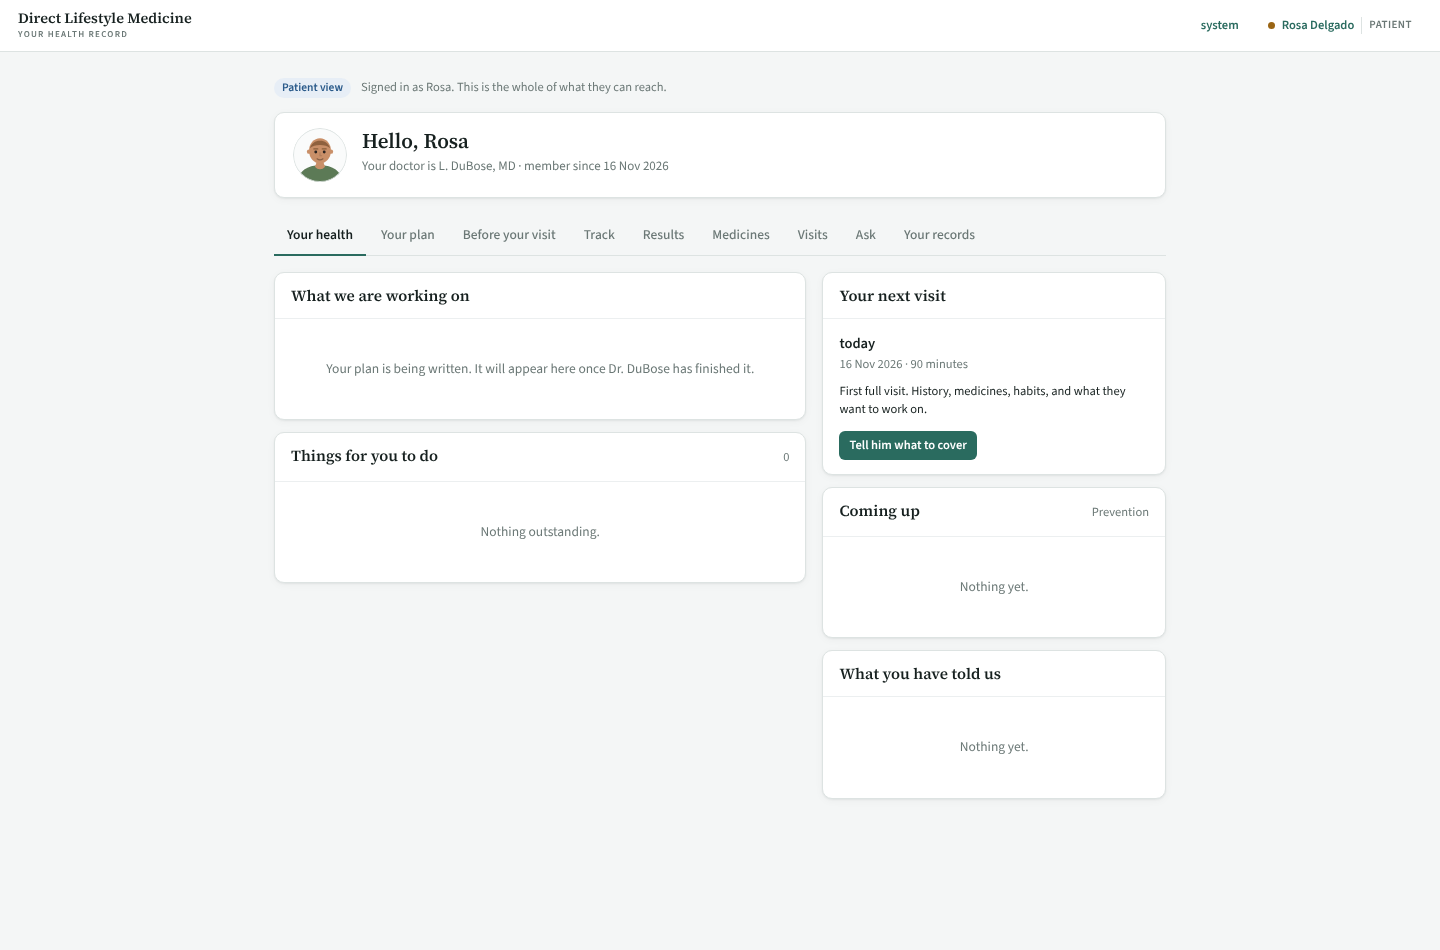 Direct Lifestyle Medicine
YOUR HEALTH RECORD
system
Rosa Delgado
PATIENT
Patient view
Signed in as Rosa. This is the whole of what they can reach.
Hello, Rosa
Your doctor is L. DuBose, MD · member since 16 Nov 2026
Your health
Your plan
Before your visit
Track
Results
Medicines
Visits
Ask
Your records
What we are working on
Your plan is being written. It will appear here once Dr. DuBose has finished it.
Things for you to do
0
Nothing outstanding.
Your next visit
today
16 Nov 2026 · 90 minutes
First full visit. History, medicines, habits, and what they
want to work on.
Tell him what to cover
Coming up
Prevention
Nothing yet.
What you have told us
Nothing yet.